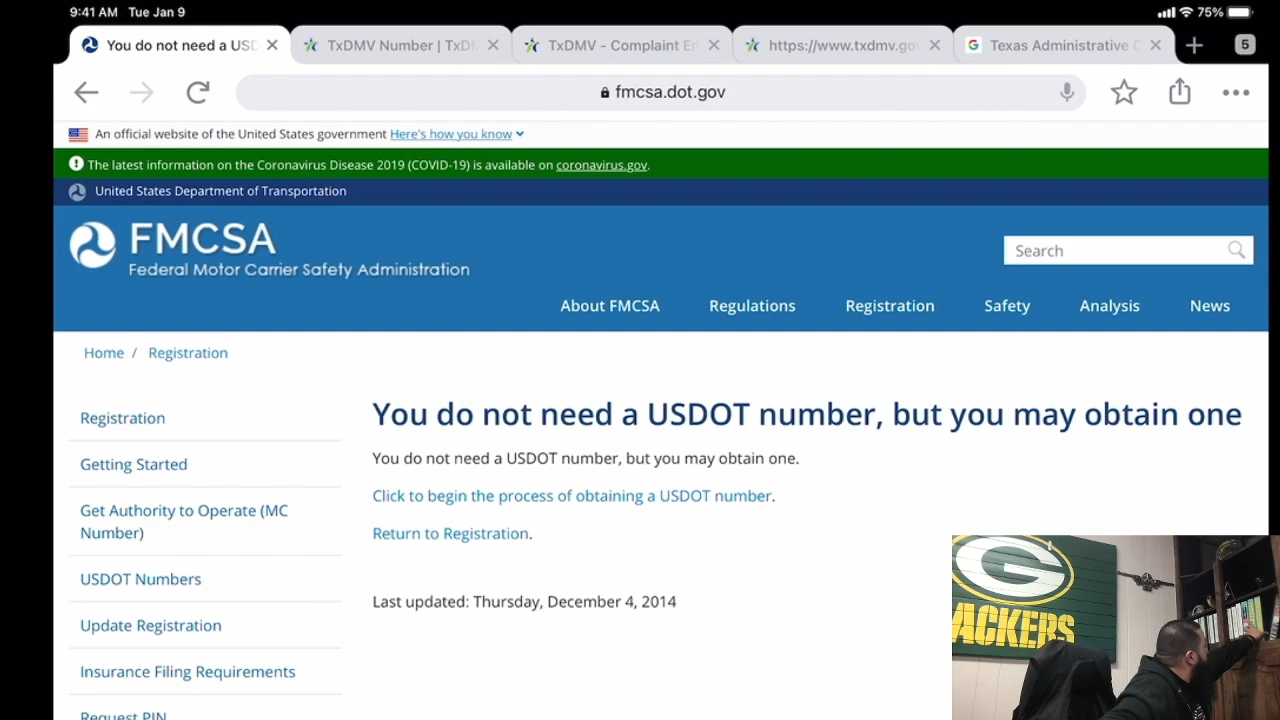 9:41 AM Tue Jan 9
75%
You do not need a USD
TxDMV Number | TxD
TxDMV - Complaint En
https://www.txdmv.gov
Texas Administrative C
5
fmcsa.dot.gov
An official website of the United States government Here's how you know
The latest information on the Coronavirus Disease 2019 (COVID-19) is available on coronavirus.gov.
United States Department of Transportation
FMCSA
Federal Motor Carrier Safety Administration
Search
About FMCSA Regulations Registration Safety Analysis News
Home / Registration
Registration
Getting Started
Get Authority to Operate (MC
Number)
USDOT Numbers
Update Registration
Insurance Filing Requirements
Request PIN
You do not need a USDOT number, but you may obtain one
You do not need a USDOT number, but you may obtain one.
Click to begin the process of obtaining a USDOT number.
Return to Registration.
Last updated: Thursday, December 4, 2014
G
PACKERS